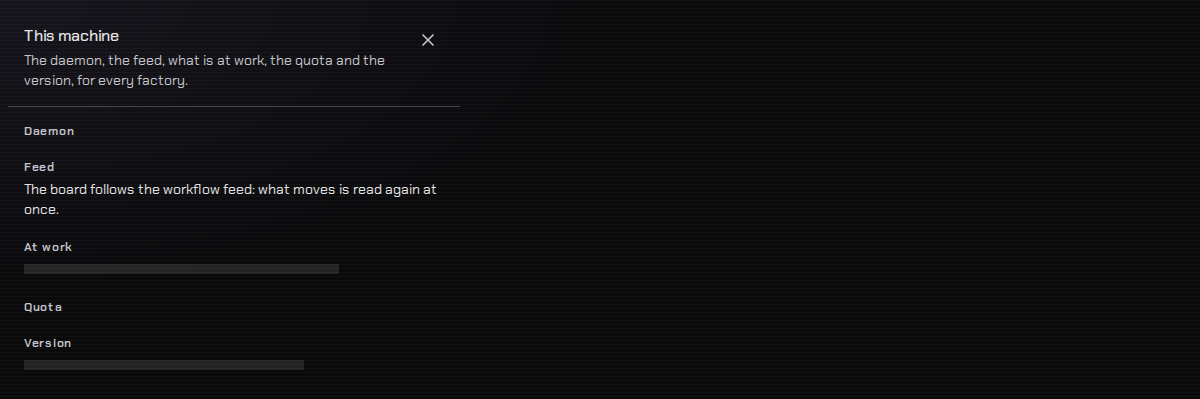 This machine
The daemon, the feed, what is at work, the quota and the
version, for every factory.
Daemon
Feed
The board follows the workflow feed: what moves is read again at
once.
At work
Quota
Version